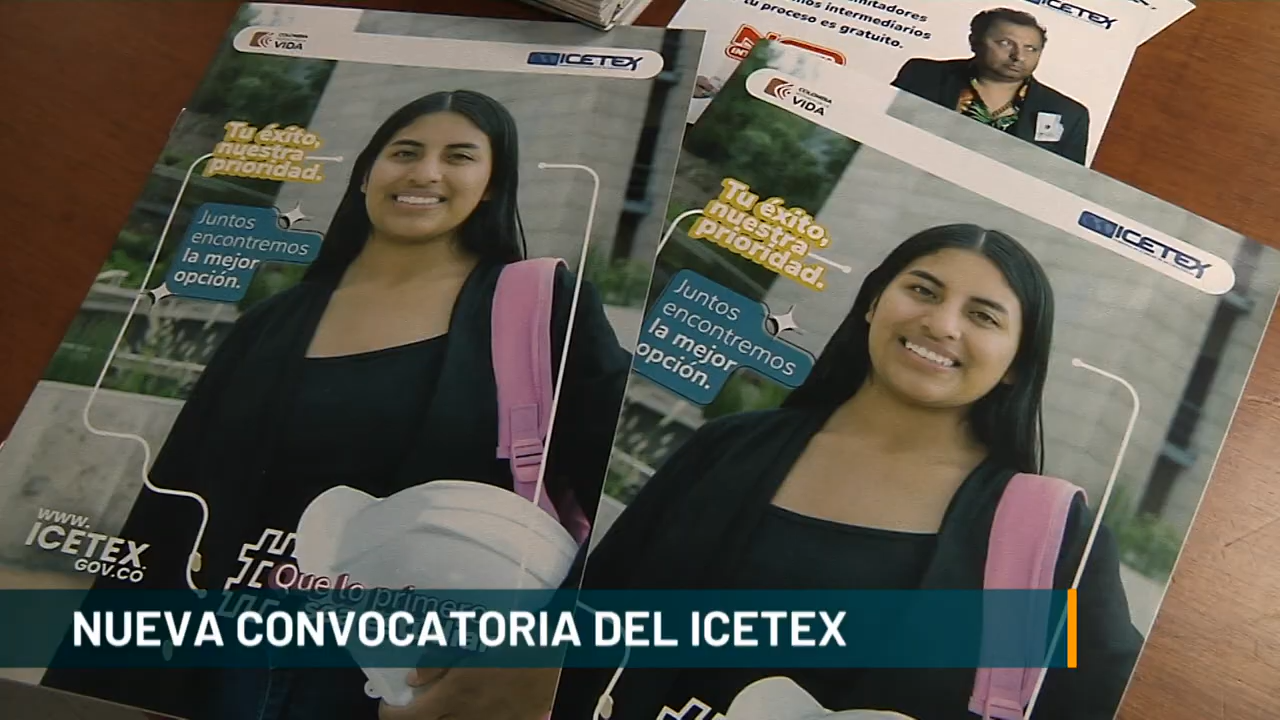 COLOMBIA
VIDA
ICETEX
Tu éxito,
nuestra
prioridad.
Juntos
encontremos
la mejor
opción.
www.
ICETEX.
GOV.CO
#Que lo primero
COLOMBIA
VIDA
ICETEX
Tu éxito,
nuestra
prioridad.
Juntos
encontremos
la mejor
opción.
#
intermediarios
tu proceso es gratuito.
ICETEX
NUEVA CONVOCATORIA DEL ICETEX